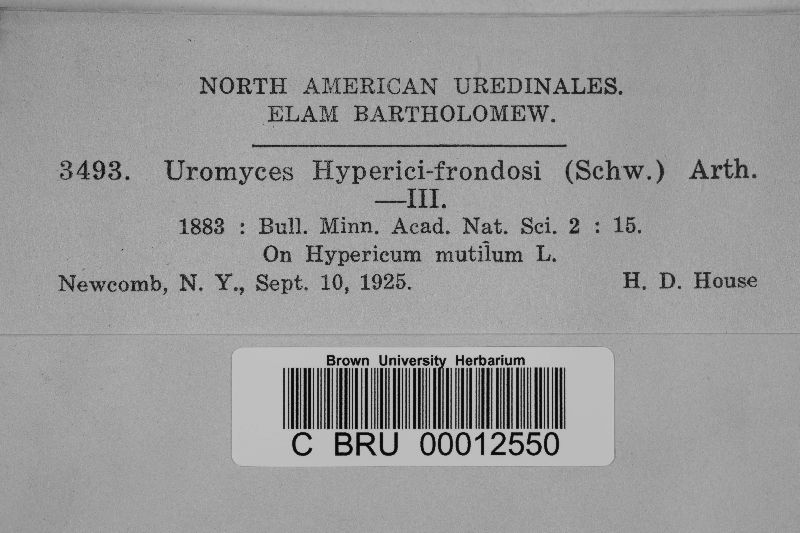 NORTH AMERICAN UREDINALES.
ELAM BARTHOLOMEW.
3493. Uromyces Hyperici-frondosi (Schw.) Arth.
—III.
1883 : Bull. Minn. Acad. Nat. Sci. 2 : 15.
On Hypericum mutilum L.
Newcomb, N. Y., Sept. 10, 1925. H. D. House
Brown University Herbarium
C BRU 00012550